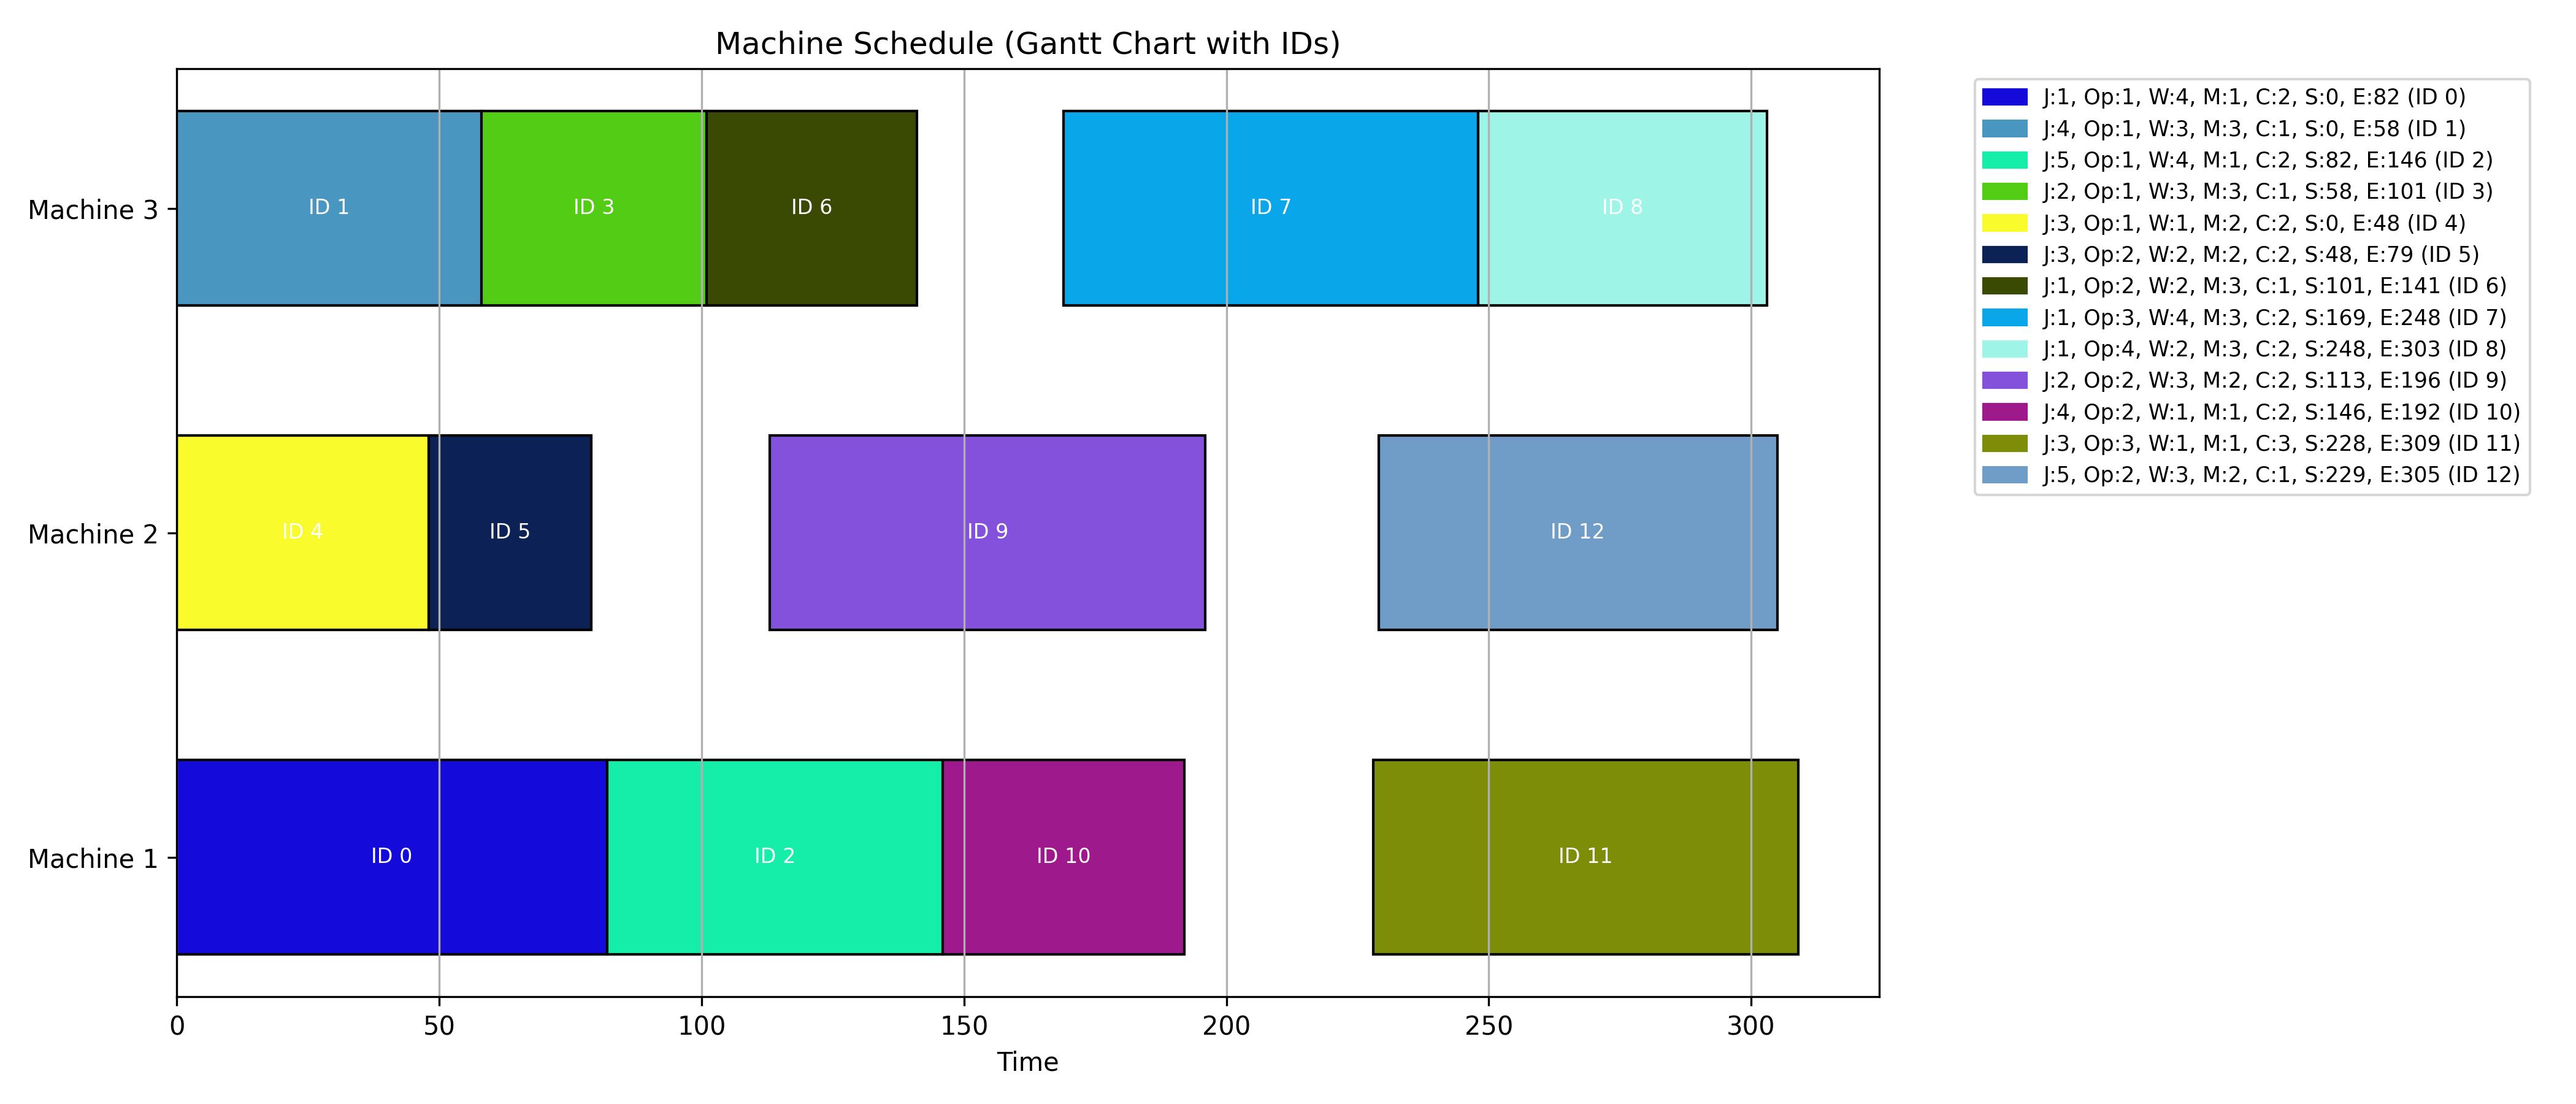 Machine Schedule (Gantt Chart with IDs)
Machine 3
ID 1
ID 3
ID 6
ID 7
ID 8
Machine 2
ID 4
ID 5
ID 9
ID 12
Machine 1
ID 0
ID 2
ID 10
ID 11
0 50 100 150 200 250 300
Time
J:1, Op:1, W:4, M:1, C:2, S:0, E:82 (ID 0)
J:4, Op:1, W:3, M:3, C:1, S:0, E:58 (ID 1)
J:5, Op:1, W:4, M:1, C:2, S:82, E:146 (ID 2)
J:2, Op:1, W:3, M:3, C:1, S:58, E:101 (ID 3)
J:3, Op:1, W:1, M:2, C:2, S:0, E:48 (ID 4)
J:3, Op:2, W:2, M:2, C:2, S:48, E:79 (ID 5)
J:1, Op:2, W:2, M:3, C:1, S:101, E:141 (ID 6)
J:1, Op:3, W:4, M:3, C:2, S:169, E:248 (ID 7)
J:1, Op:4, W:2, M:3, C:2, S:248, E:303 (ID 8)
J:2, Op:2, W:3, M:2, C:2, S:113, E:196 (ID 9)
J:4, Op:2, W:1, M:1, C:2, S:146, E:192 (ID 10)
J:3, Op:3, W:1, M:1, C:3, S:228, E:309 (ID 11)
J:5, Op:2, W:3, M:2, C:1, S:229, E:305 (ID 12)